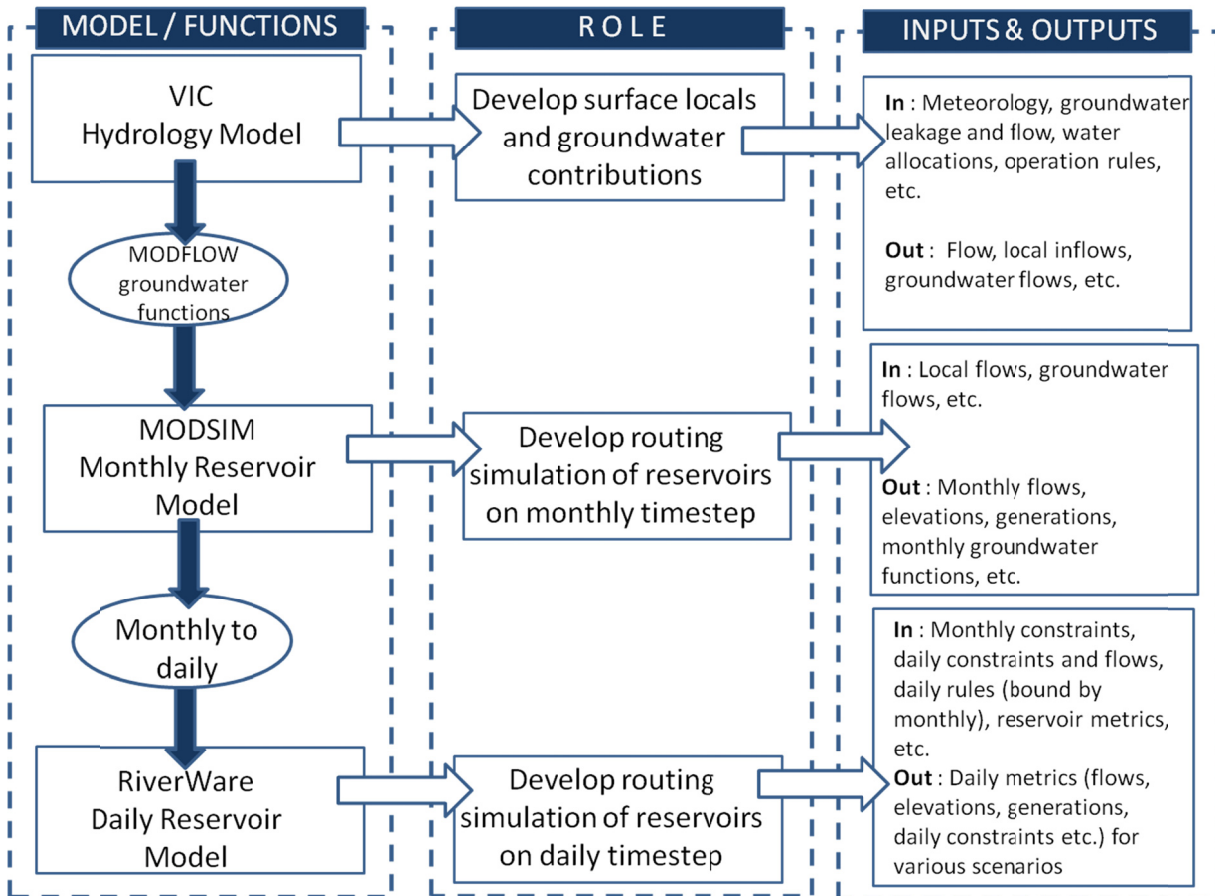 MODEL / FUNCTIONS
VIC
Hydrology Model
MODFLOW
groundwater
functions
MODSIM
Monthly Reservoir
Model
Monthly to
daily
RiverWare
Daily Reservoir
Model
R O L E
Develop surface locals
and groundwater
contributions
Develop routing
simulation of reservoirs
on monthly timestep
Develop routing
simulation of reservoirs
on daily timestep
INPUTS & OUTPUTS
In : Meteorology, groundwater
leakage and flow, water
allocations, operation rules,
etc.
Out : Flow, local inflows,
groundwater flows, etc.
In : Local flows, groundwater
flows, etc.
Out : Monthly flows,
elevations, generations,
monthly groundwater
functions, etc.
In : Monthly constraints,
daily constraints and flows,
daily rules (bound by
monthly), reservoir metrics,
etc.
Out : Daily metrics (flows,
elevations, generations,
daily constraints etc.) for
various scenarios